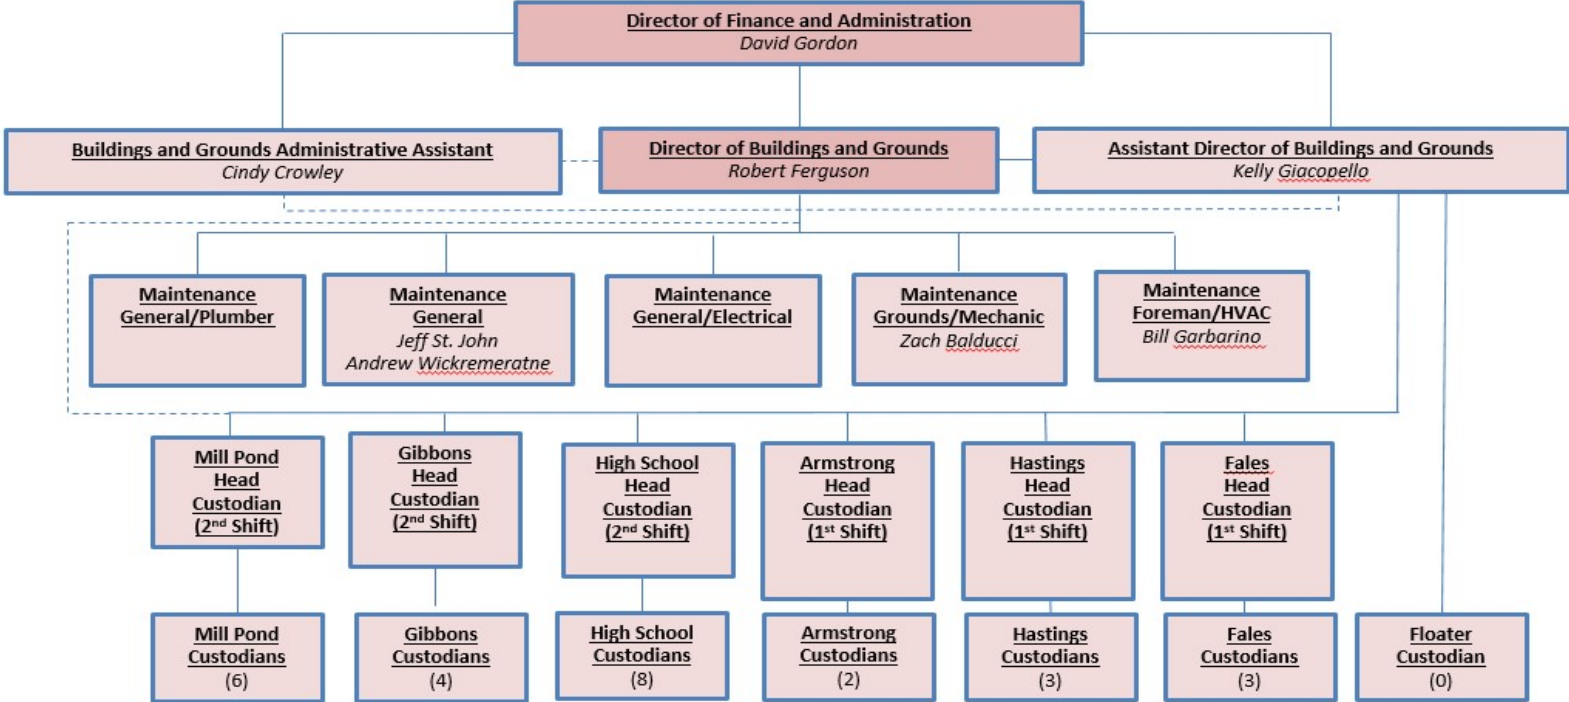 Director of Finance and Administration
David Gordon
Buildings and Grounds Administrative Assistant
Cindy Crowley
Director of Buildings and Grounds
Robert Ferguson
Assistant Director of Buildings and Grounds
Kelly Giacopello
Maintenance
General/Plumber
Maintenance
General
Jeff St. John
Andrew Wickremeratne
Maintenance
General/Electrical
Maintenance
Grounds/Mechanic
Zach Balducci
Maintenance
Foreman/HVAC
Bill Garbarino
Mill Pond
Head
Custodian
(2nd Shift)
Gibbons
Head
Custodian
(2nd Shift)
High School
Head
Custodian
(2nd Shift)
Armstrong
Head
Custodian
(1st Shift)
Hastings
Head
Custodian
(1st Shift)
Fales
Head
Custodian
(1st Shift)
Mill Pond
Custodians
(6)
Gibbons
Custodians
(4)
High School
Custodians
(8)
Armstrong
Custodians
(2)
Hastings
Custodians
(3)
Fales
Custodians
(3)
Floater
Custodian
(0)